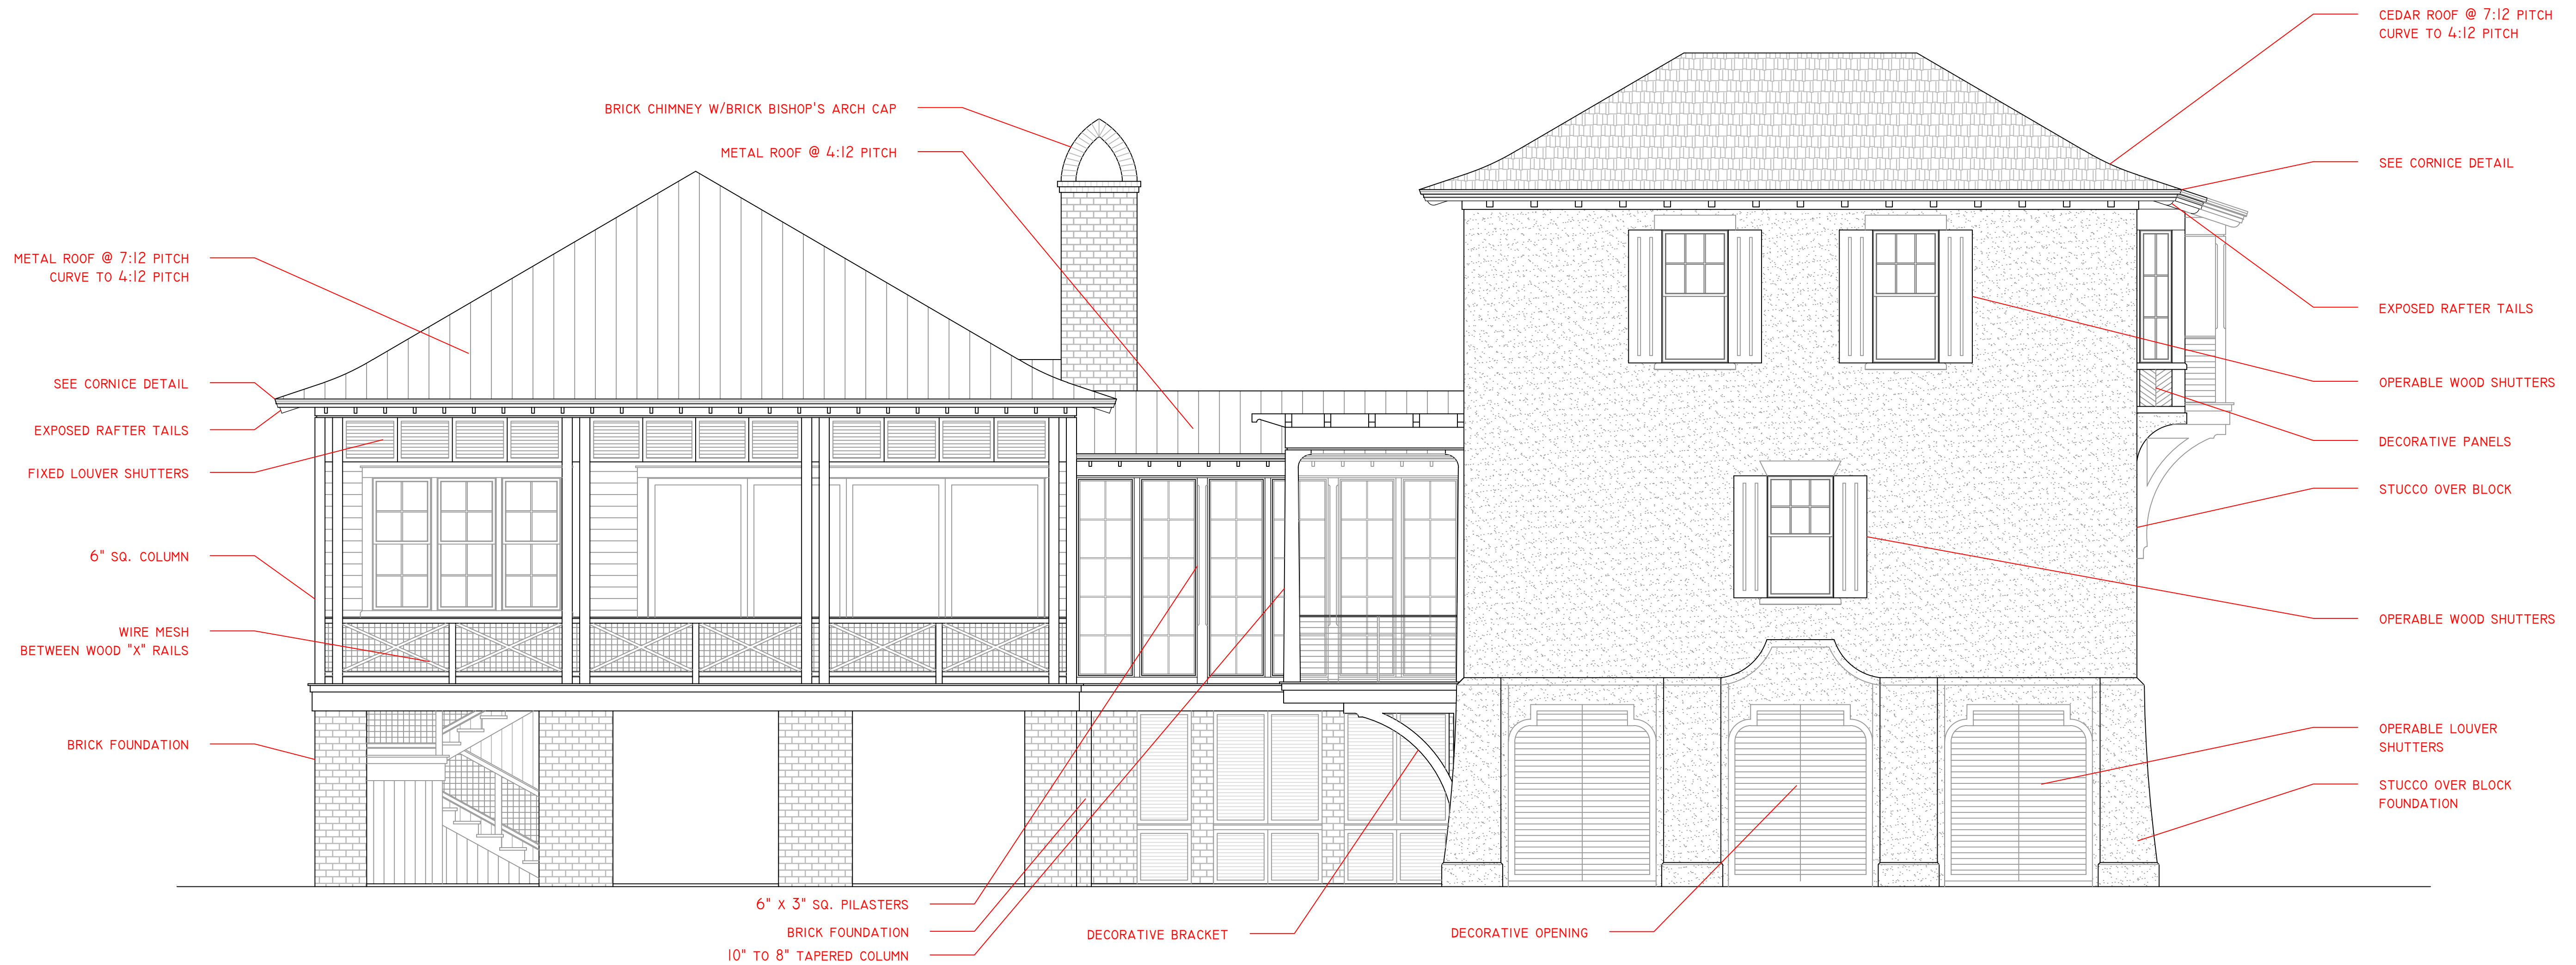 CEDAR ROOF @ 7:12 PITCH
CURVE TO 4:12 PITCH
BRICK CHIMNEY W/BRICK BISHOP'S ARCH CAP
METAL ROOF @ 4:12 PITCH
SEE CORNICE DETAIL
METAL ROOF @ 7:12 PITCH
CURVE TO 4:12 PITCH
EXPOSED RAFTER TAILS
SEE CORNICE DETAIL
OPERABLE WOOD SHUTTERS
EXPOSED RAFTER TAILS
DECORATIVE PANELS
FIXED LOUVER SHUTTERS
STUCCO OVER BLOCK
6" SQ. COLUMN
OPERABLE WOOD SHUTTERS
WIRE MESH
BETWEEN WOOD "X" RAILS
BRICK FOUNDATION
OPERABLE LOUVER
SHUTTERS
STUCCO OVER BLOCK
FOUNDATION
6" X 3" SQ. PILASTERS
BRICK FOUNDATION
10" TO 8" TAPERED COLUMN
DECORATIVE BRACKET
DECORATIVE OPENING